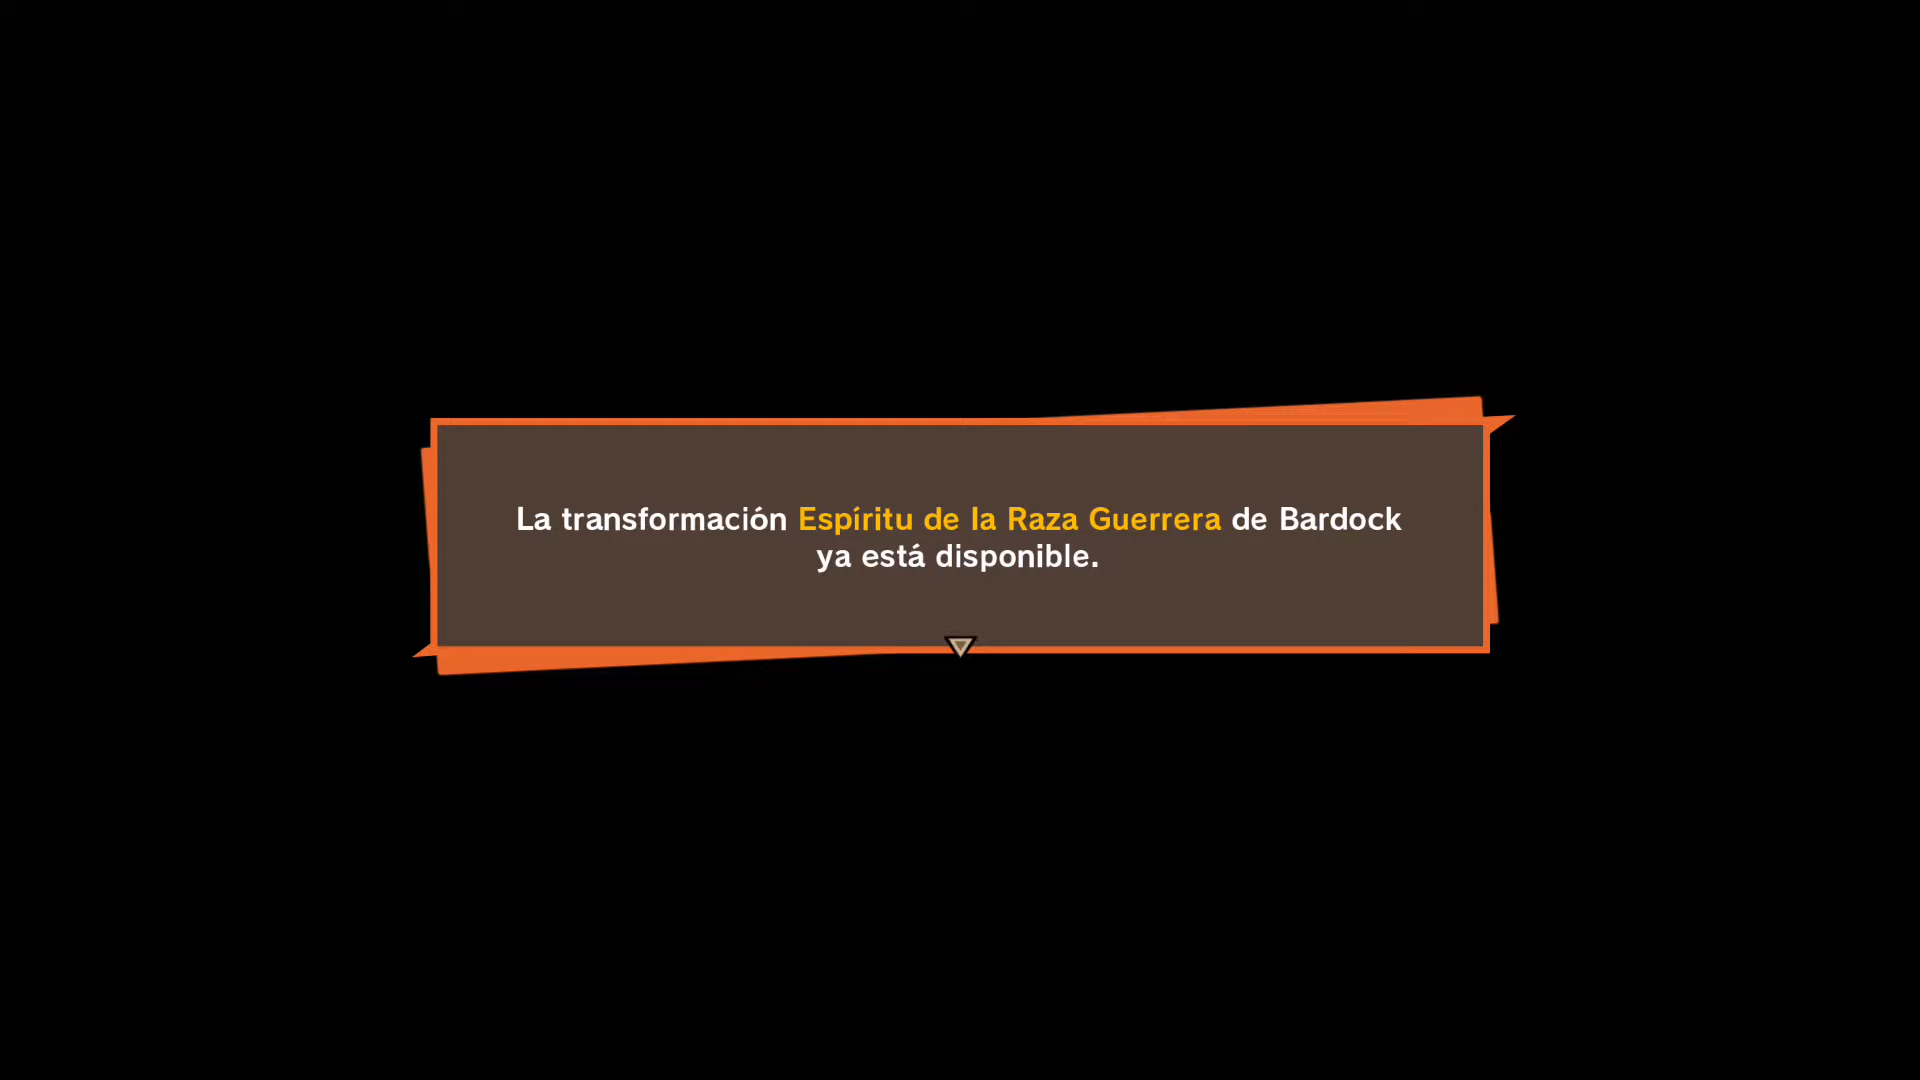 La transformación Espíritu de la Raza Guerrera de Bardock
ya está disponible.